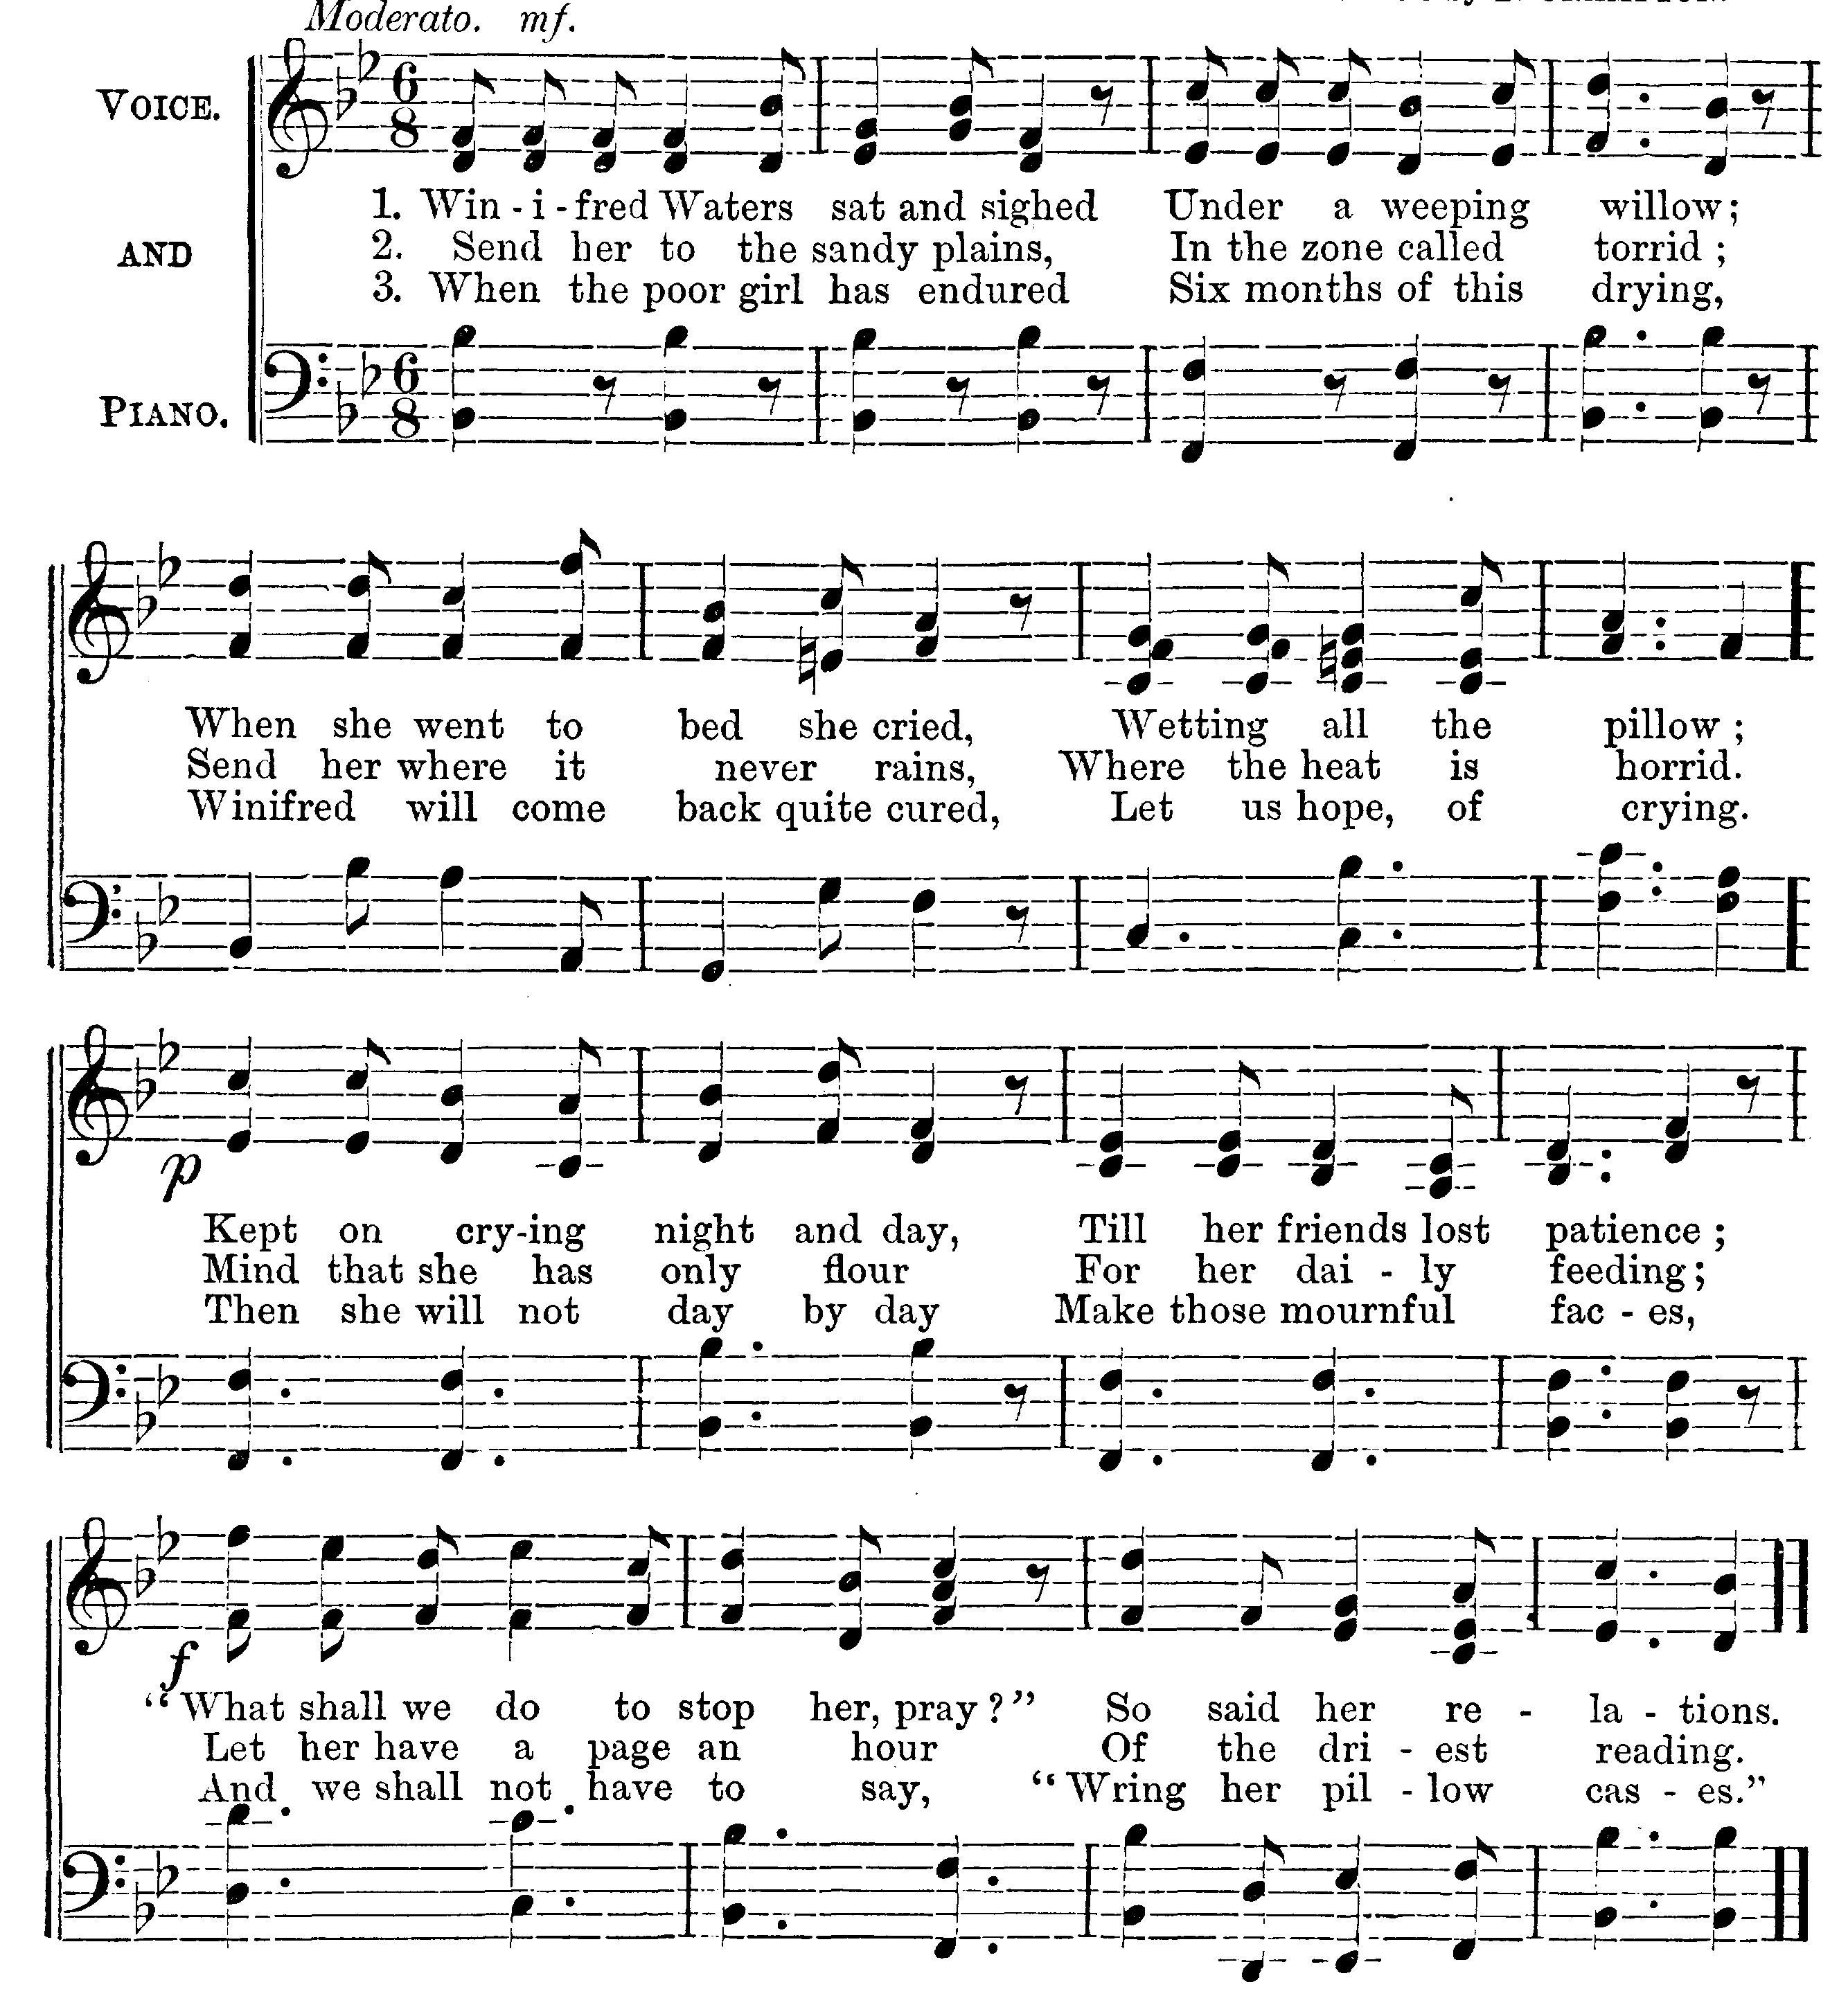 Moderato. mf.
VOICE.
1. Win - i - fred Waters sat and sighed Under a weeping willow;
AND
2. Send her to the sandy plains, In the zone called torrid ;
3. When the poor girl has endured Six months of this drying,
PIANO.
When she went to bed she cried, Wetting all the pillow ;
Send her where it never rains, Where the heat is horrid.
Winifred will come back quite cured, Let us hope, of crying.
p
Kept on cry-ing night and day, Till her friends lost patience ;
Mind that she has only flour For her dai - ly feeding;
Then she will not day by day Make those mournful fac - es,
f
“What shall we do to stop her, pray?” So said her re - la - tions.
Let her have a page an hour Of the dri - est reading.
And we shall not have to say, “Wring her pil - low cas - es.”